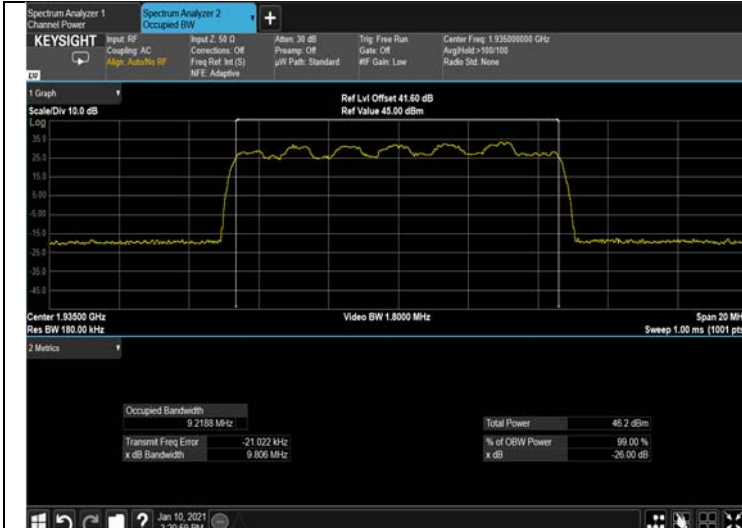 Spectrum Analyzer 1
Channel Power
Spectrum Analyzer 2
Occupied BW
+
KEYSIGHT
Input: RF
Coupling: AC
Align: Auto/No RF
Input Z: 50 Ω
Corrections: Off
Freq Ref: Int (S)
NFE: Adaptive
Atten: 30 dB
Preamp: Off
µW Path: Standard
Trig: Free Run
Gate: Off
#IF Gain: Low
Center Freq: 1.935000000 GHz
Avg|Hold:>100/100
Radio Std: None
1 Graph
Scale/Div 10.0 dB
Ref Lvl Offset 41.60 dB
Ref Value 45.00 dBm
Log
35.0
25.0
15.0
5.00
-5.00
-15.0
-25.0
-35.0
-45.0
Center 1.93500 GHz
Res BW 180.00 kHz
Video BW 1.8000 MHz
Span 20 MH
Sweep 1.00 ms (1001 pts
2 Metrics
Occupied Bandwidth
9.2188 MHz
Transmit Freq Error -21.022 kHz
x dB Bandwidth 9.806 MHz
Total Power 46.2 dBm
% of OBW Power 99.00 %
x dB -26.00 dB
?
Jan 10, 2021